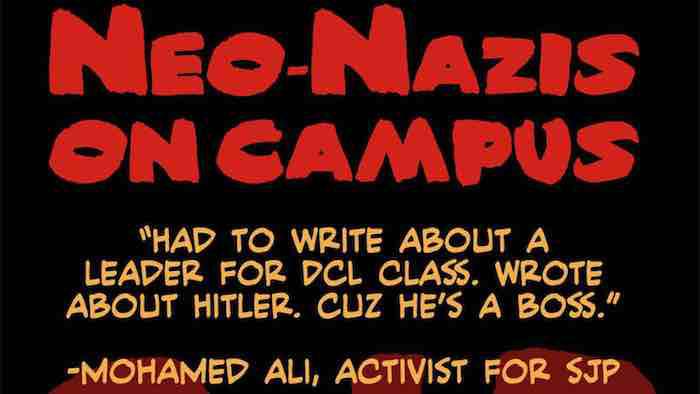 NEO-NAZIS
ON CAMPUS
"HAD TO WRITE ABOUT A
LEADER FOR DCL CLASS. WROTE
ABOUT HITLER. CUZ HE'S A BOSS."
-MOHAMED ALI, ACTIVIST FOR SJP